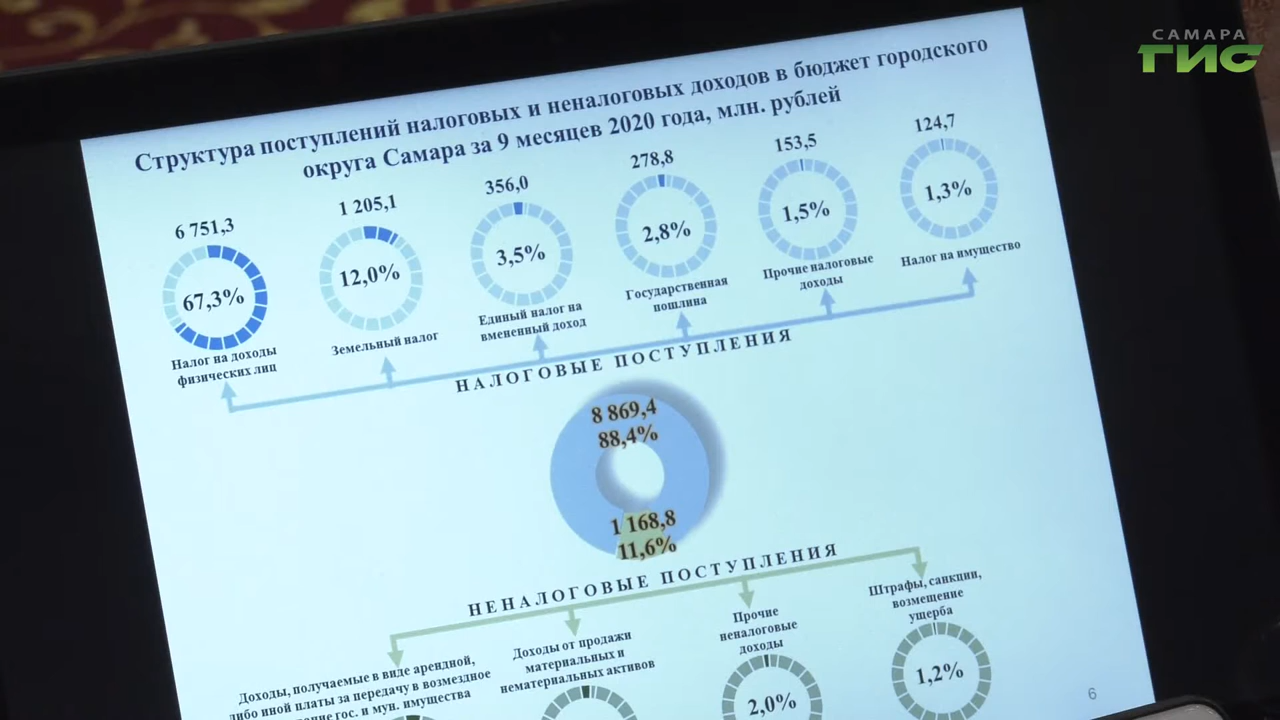 САМАРА
ГИС
Структура поступлений налоговых и неналоговых доходов в бюджет городского
округа Самара за 9 месяцев 2020 года, млн. рублей
6 751,3
1 205,1
356,0
278,8
153,5
124,7
67,3%
12,0%
3,5%
2,8%
1,5%
1,3%
Налог на доходы
физических лиц
Земельный налог
Единый налог на
вмененный доход
Государственная
пошлина
Прочие налоговые
доходы
Налог на имущество
НАЛОГОВЫЕ ПОСТУПЛЕНИЯ
8 869,4
88,4%
1 168,8
11,6%
НЕНАЛОГОВЫЕ ПОСТУПЛЕНИЯ
Доходы, получаемые в виде арендной,
либо иной платы за передачу в возмездное
гос. и мун. имущества
Доходы от продажи
материальных и
нематериальных активов
Прочие
неналоговые
доходы
2,0%
Штрафы, санкции,
возмещение
ущерба
1,2%
6